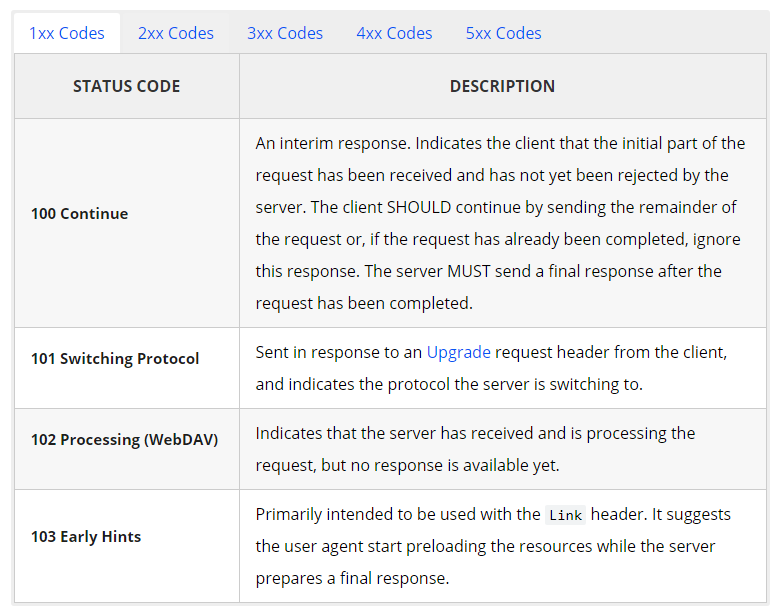 1xx Codes 2xx Codes 3xx Codes 4xx Codes 5xx Codes
STATUS CODE DESCRIPTION
100 Continue
An interim response. Indicates the client that the initial part of the
request has been received and has not yet been rejected by the
server. The client SHOULD continue by sending the remainder of
the request or, if the request has already been completed, ignore
this response. The server MUST send a final response after the
request has been completed.
101 Switching Protocol
Sent in response to an Upgrade request header from the client,
and indicates the protocol the server is switching to.
102 Processing (WebDAV)
Indicates that the server has received and is processing the
request, but no response is available yet.
103 Early Hints
Primarily intended to be used with the Link header. It suggests
the user agent start preloading the resources while the server
prepares a final response.